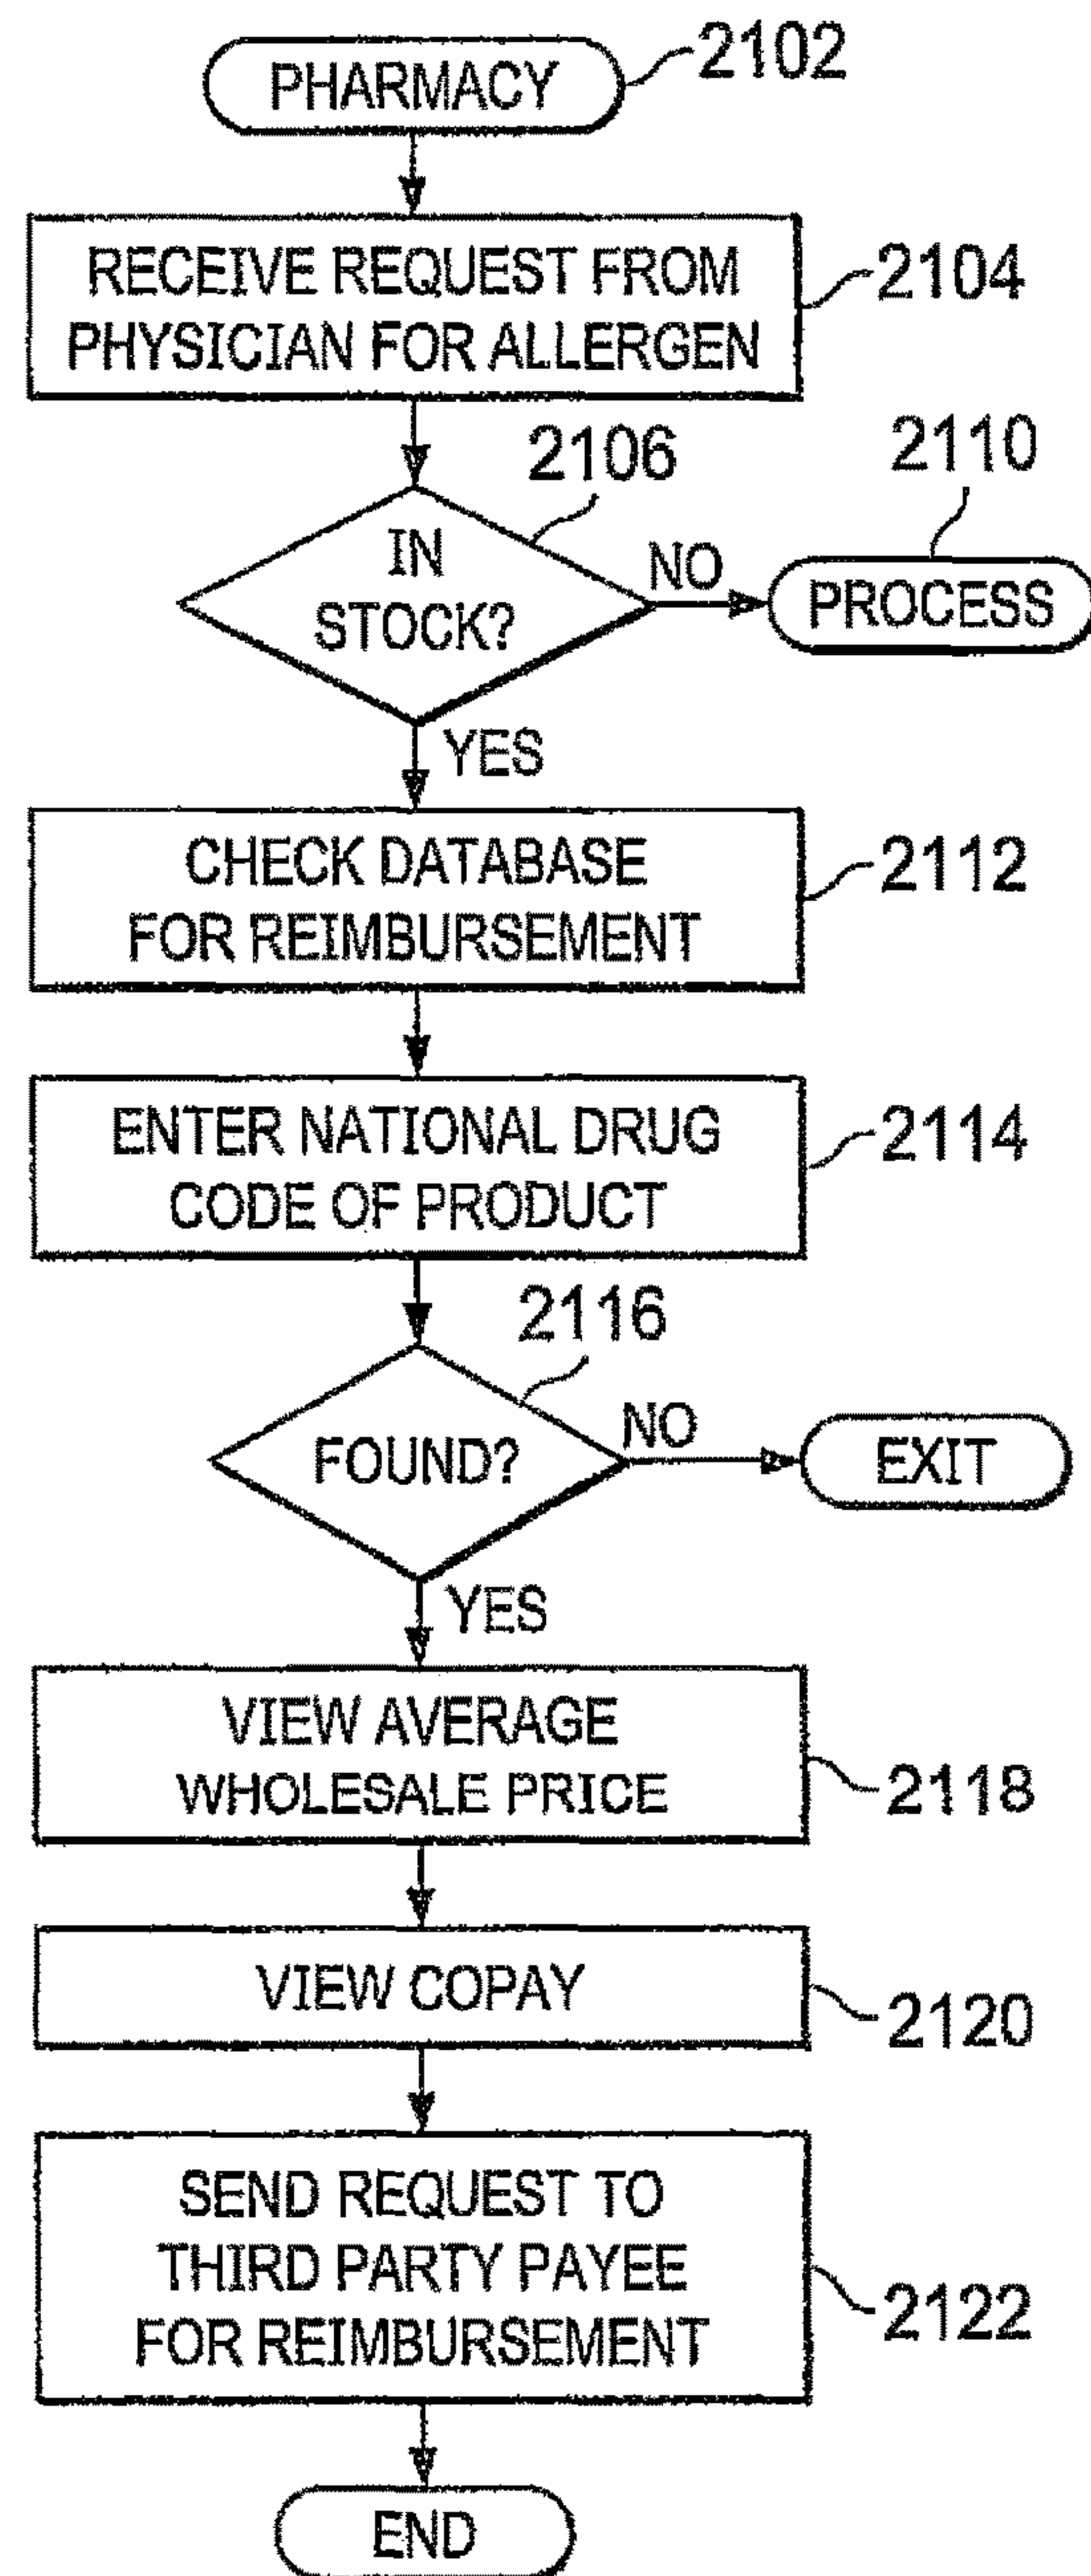 PHARMACY
2102
RECEIVE REQUEST FROM
PHYSICIAN FOR ALLERGEN
2104
2106
2110
IN
STOCK?
NO
PROCESS
YES
CHECK DATABASE
FOR REIMBURSEMENT
2112
ENTER NATIONAL DRUG
CODE OF PRODUCT
2114
2116
FOUND?
NO
EXIT
YES
VIEW AVERAGE
WHOLESALE PRICE
2118
VIEW COPAY
2120
SEND REQUEST TO
THIRD PARTY PAYEE
FOR REIMBURSEMENT
2122
END